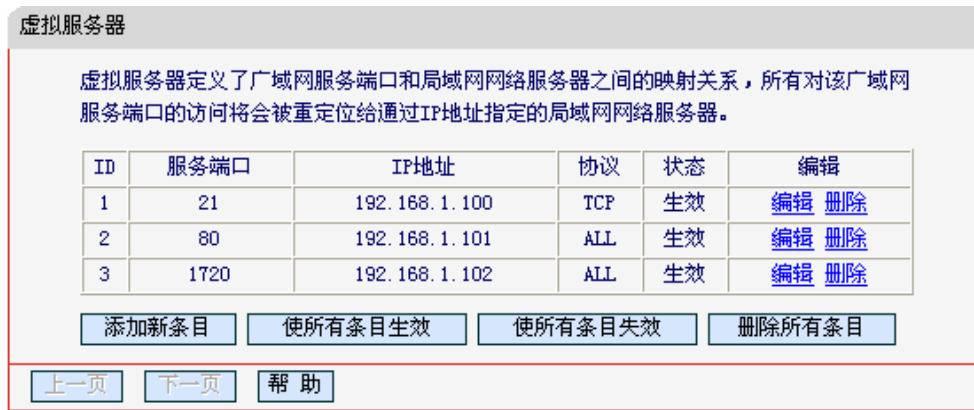 虚拟服务器
虚拟服务器定义了广域网服务端口和局域网网络服务器之间的映射关系，所有对该广域网
服务端口的访问将会被重定位给通过IP地址指定的局域网网络服务器。
ID 服务端口 IP地址 协议 状态 编辑
1 21 192.168.1.100 TCP 生效 编辑 删除
2 80 192.168.1.101 ALL 生效 编辑 删除
3 1720 192.168.1.102 ALL 生效 编辑 删除
添加新条目 使所有条目生效 使所有条目失效 删除所有条目
上一页 下一页 帮 助